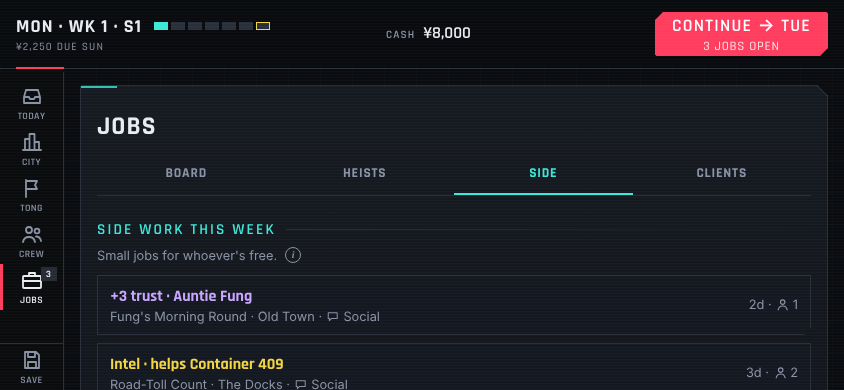 MON · WK 1 · S1
¥2,250 DUE SUN
CASH ¥8,000
CONTINUE → TUE
3 JOBS OPEN
TODAY
CITY
TONG
CREW
3
JOBS
SAVE
JOBS
BOARD HEISTS SIDE CLIENTS
SIDE WORK THIS WEEK
Small jobs for whoever's free. i
+3 trust · Auntie Fung
Fung's Morning Round · Old Town · Social
2d · 1
Intel · helps Container 409
Road-Toll Count · The Docks · Social
3d · 2